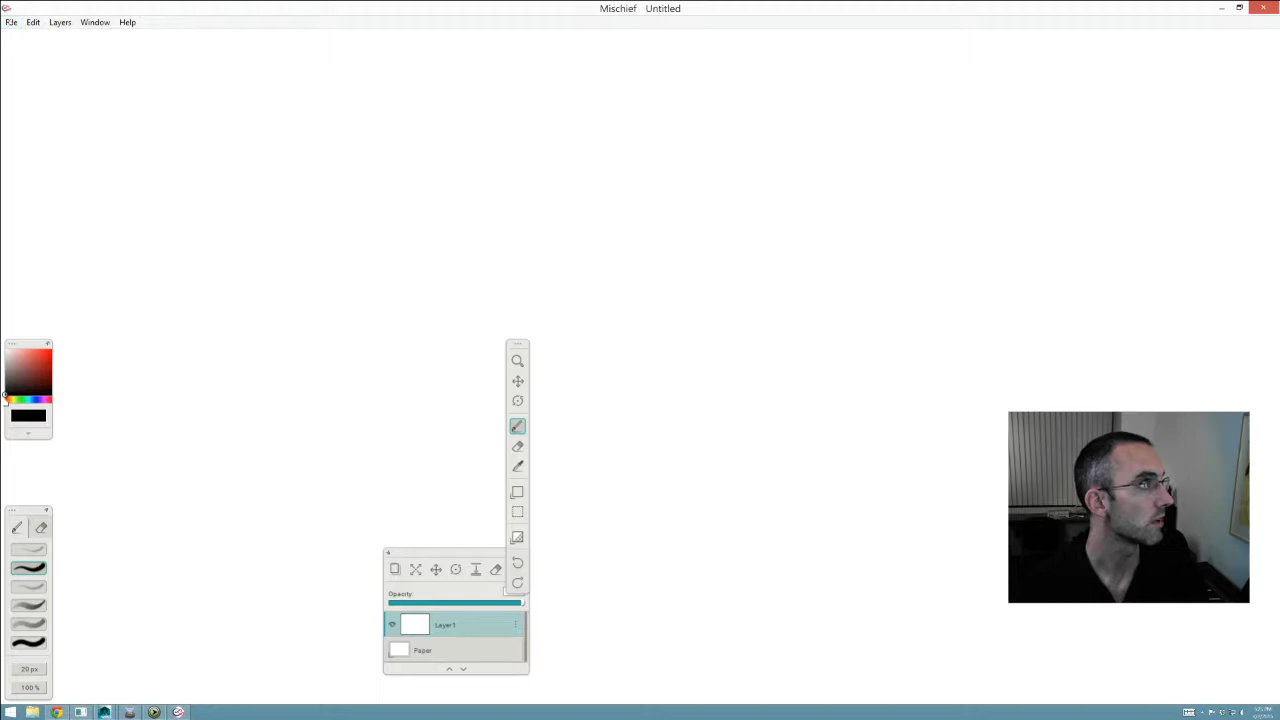 Mischief Untitled
File Edit Layers Window Help
Opacity:
Layer1
Paper
20 px
100 %